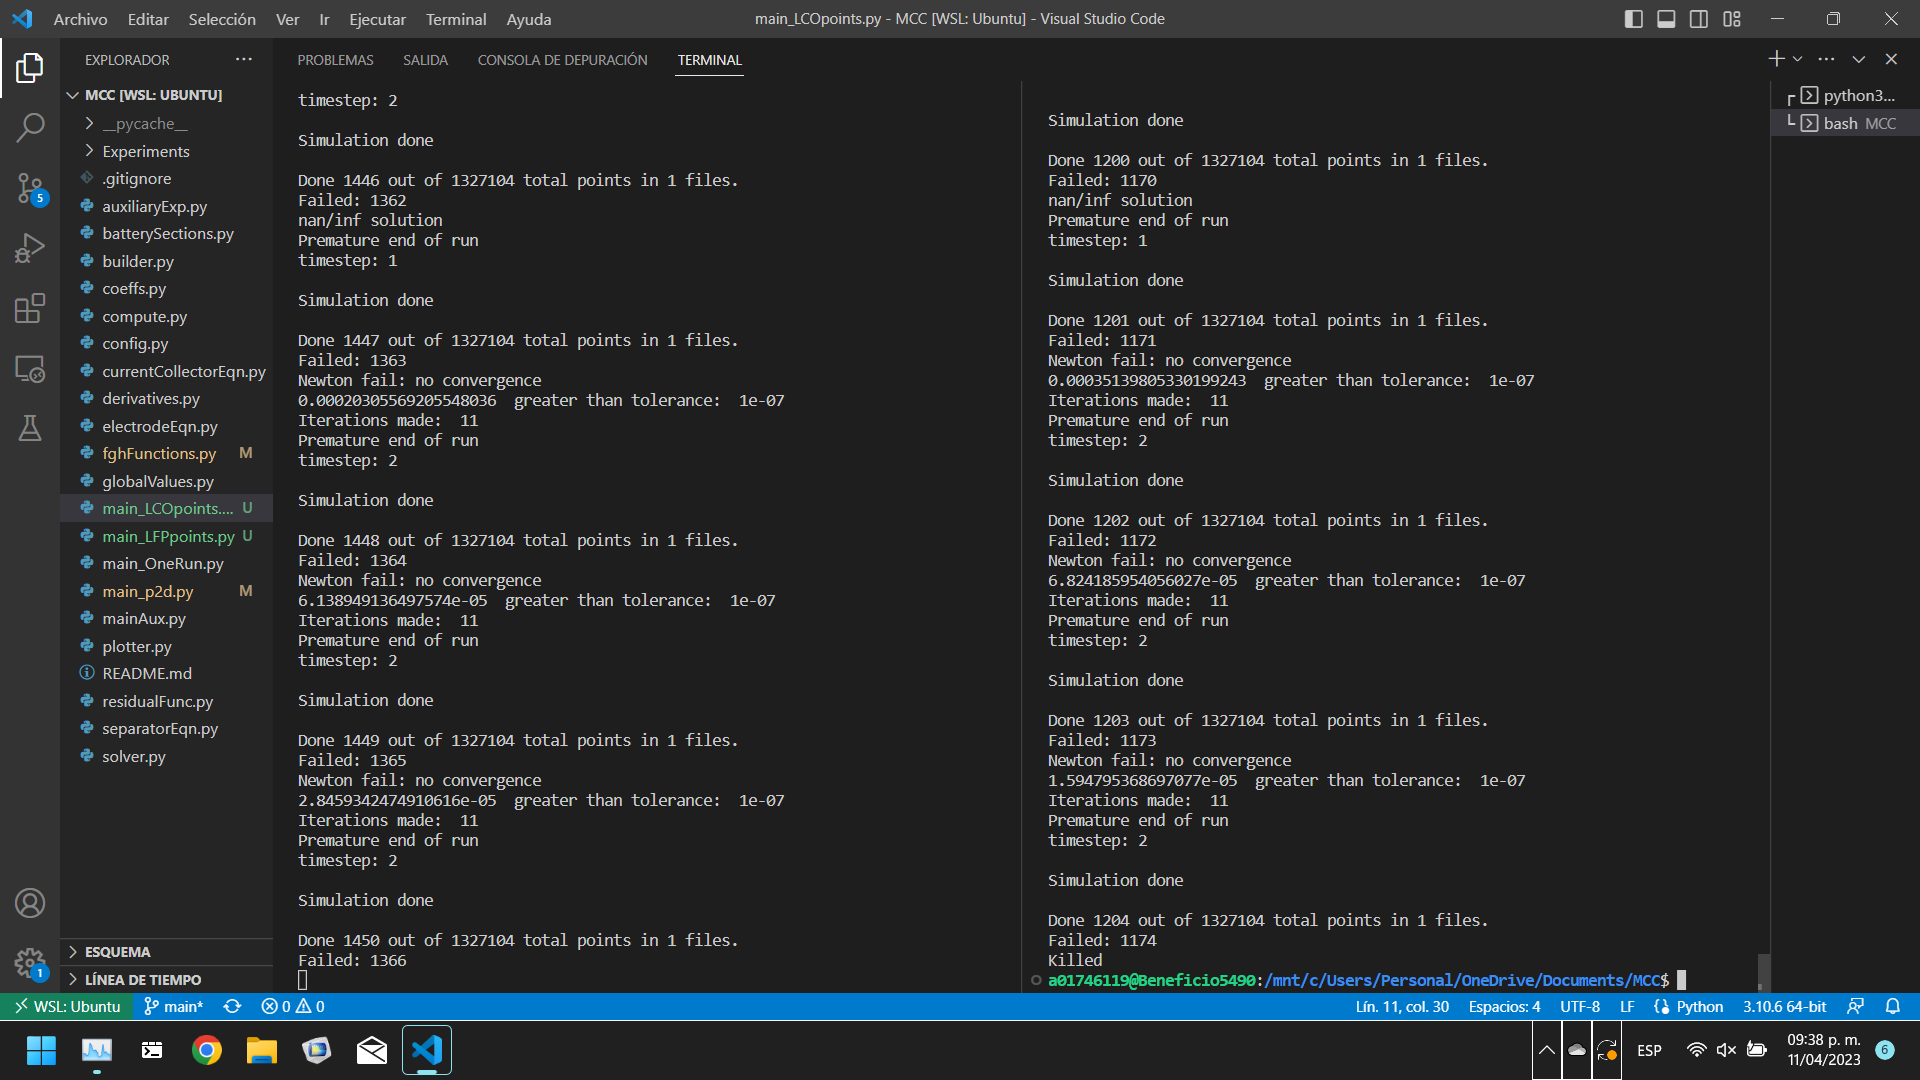 Archivo Editar Selección Ver Ir Ejecutar Terminal Ayuda
main_LCOpoints.py - MCC [WSL: Ubuntu] - Visual Studio Code
EXPLORADOR
MCC [WSL: UBUNTU]
__pycache__
Experiments
.gitignore
auxiliaryExp.py
batterySections.py
builder.py
coeffs.py
compute.py
config.py
currentCollectorEqn.py
derivatives.py
electrodeEqn.py
fghFunctions.py M
globalValues.py
main_LCOpoints.... U
main_LFPpoints.py U
main_OneRun.py
main_p2d.py M
mainAux.py
plotter.py
README.md
residualFunc.py
separatorEqn.py
solver.py
ESQUEMA
LÍNEA DE TIEMPO
5
1
PROBLEMAS SALIDA CONSOLA DE DEPURACIÓN TERMINAL
timestep: 2
Simulation done
Done 1446 out of 1327104 total points in 1 files.
Failed: 1362
nan/inf solution
Premature end of run
timestep: 1
Simulation done
Done 1447 out of 1327104 total points in 1 files.
Failed: 1363
Newton fail: no convergence
0.00020305569205548036  greater than tolerance:  1e-07
Iterations made:  11
Premature end of run
timestep: 2
Simulation done
Done 1448 out of 1327104 total points in 1 files.
Failed: 1364
Newton fail: no convergence
6.138949136497574e-05  greater than tolerance:  1e-07
Iterations made:  11
Premature end of run
timestep: 2
Simulation done
Done 1449 out of 1327104 total points in 1 files.
Failed: 1365
Newton fail: no convergence
2.8459342474910616e-05  greater than tolerance:  1e-07
Iterations made:  11
Premature end of run
timestep: 2
Simulation done
Done 1450 out of 1327104 total points in 1 files.
Failed: 1366
Simulation done
Done 1200 out of 1327104 total points in 1 files.
Failed: 1170
nan/inf solution
Premature end of run
timestep: 1
Simulation done
Done 1201 out of 1327104 total points in 1 files.
Failed: 1171
Newton fail: no convergence
0.00035139805330199243  greater than tolerance:  1e-07
Iterations made:  11
Premature end of run
timestep: 2
Simulation done
Done 1202 out of 1327104 total points in 1 files.
Failed: 1172
Newton fail: no convergence
6.824185954056027e-05  greater than tolerance:  1e-07
Iterations made:  11
Premature end of run
timestep: 2
Simulation done
Done 1203 out of 1327104 total points in 1 files.
Failed: 1173
Newton fail: no convergence
1.594795368697077e-05  greater than tolerance:  1e-07
Iterations made:  11
Premature end of run
timestep: 2
Simulation done
Done 1204 out of 1327104 total points in 1 files.
Failed: 1174
Killed
a01746119@Beneficio5490:/mnt/c/Users/Personal/OneDrive/Documents/MCC$
python3...
bash MCC
WSL: Ubuntu main* 0 0
Lín. 11, col. 30 Espacios: 4 UTF-8 LF Python 3.10.6 64-bit
ESP
09:38 p. m.
11/04/2023
6